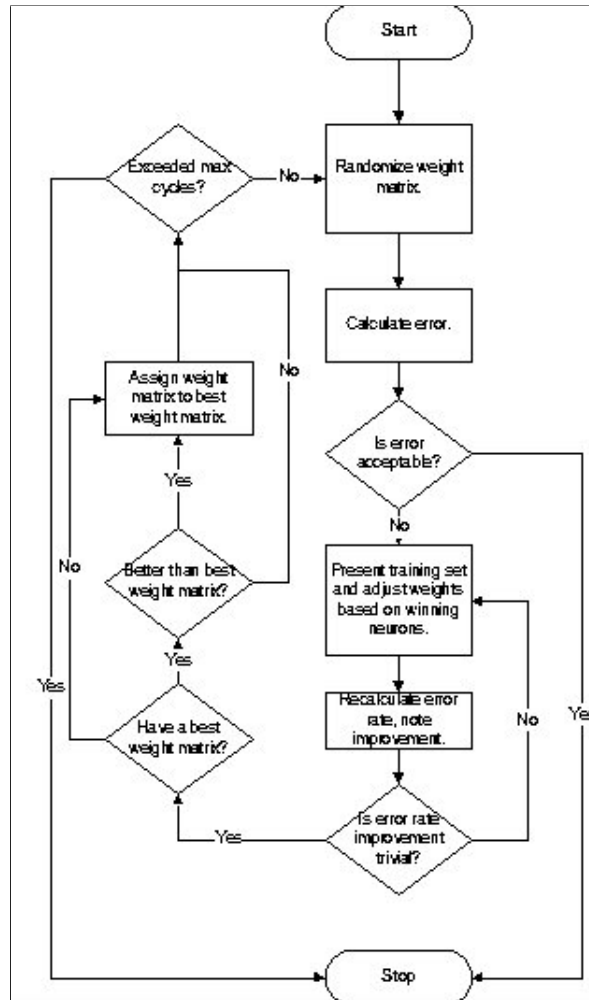 Start
Exceeded max
cycles?
No
Randomize weight
matrix.
Calculate error.
No
Assign weight
matrix to best
weight matrix.
Is error
acceptable?
Yes
No
No
Better than best
weight matrix?
Present training set
and adjust weights
based on winning
neurons.
Yes
Yes
Have a best
weight matrix?
Recalculate error
rate, note
improvement.
No
Ye
Yes
Is error rate
improvement
trivial?
Stop